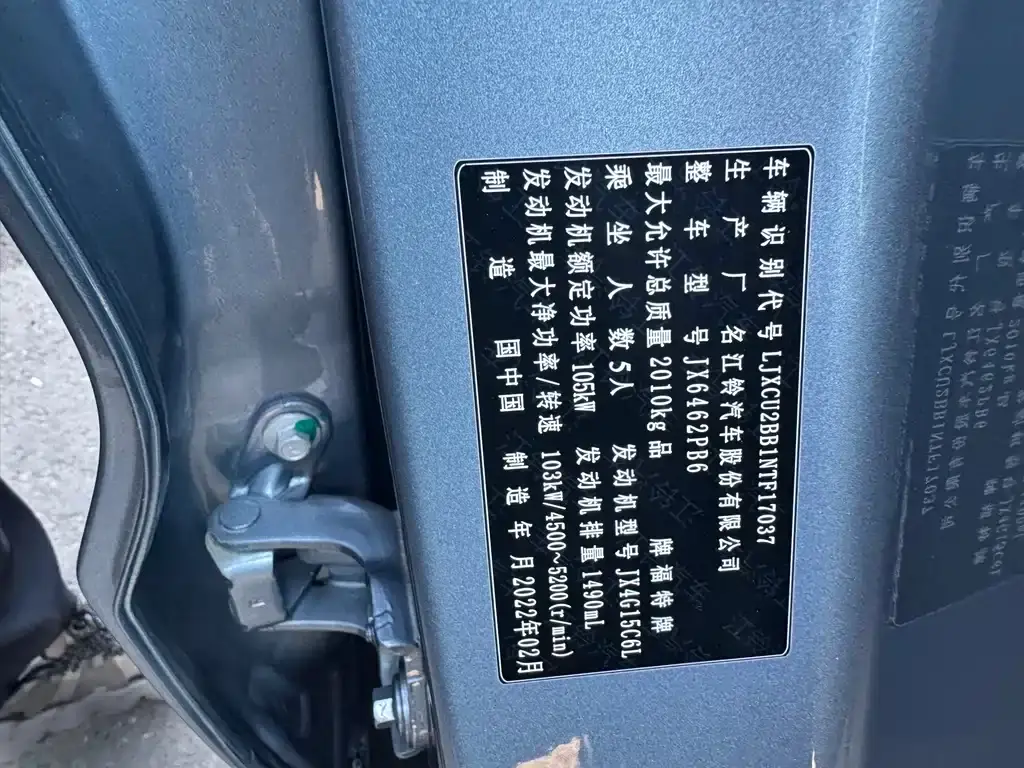 车辆识别代号 LJXCU2BB1NTF17037
生产厂名 江铃汽车股份有限公司
整车型号 JX6462PB6
最大允许总质量 2010kg 品牌 福特牌
乘坐人数 5人 发动机型号 JX4G15C6L
发动机额定功率 105kW 发动机排量 1490mL
发动机最大净功率/转速 103kW/4500~5200(r/min)
制造国 中国 制造年月 2022年02月